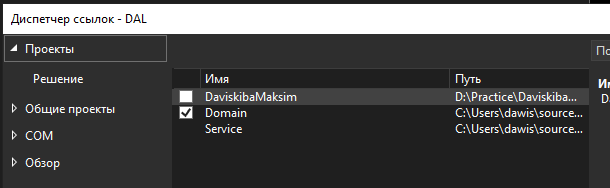 Диспетчер ссылок - DAL
Проекты
Решение
Общие проекты
COM
Обзор
Имя Путь
DaviskibaMaksim D:\Practice\Daviskiba...
Domain C:\Users\dawis\source...
Service C:\Users\dawis\source...